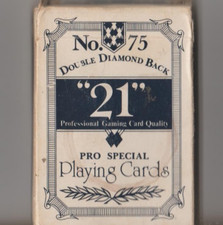 No. 75
DOUBLE DIAMOND BACK
"21"
Professional Gaming Card Quality
PRO SPECIAL
Playing Cards